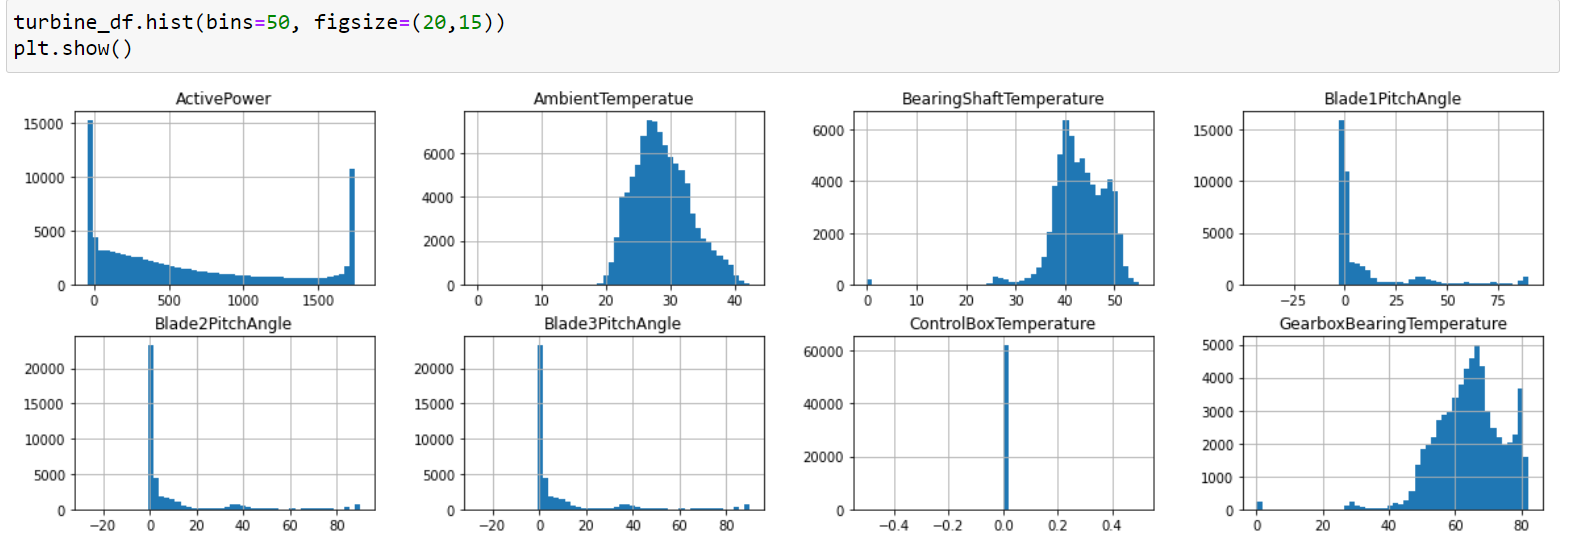 turbine_df.hist(bins=50, figsize=(20,15))
plt.show()
ActivePower
AmbientTemperatue
BearingShaftTemperature
Blade1PitchAngle
15000
10000
5000
0
0 500 1000 1500
6000
4000
2000
0
0 10 20 30 40
6000
4000
2000
0
0 10 20 30 40 50
15000
10000
5000
0
−25 0 25 50 75
Blade2PitchAngle
Blade3PitchAngle
ControlBoxTemperature
GearboxBearingTemperature
20000
15000
10000
5000
0
−20 0 20 40 60 80
20000
15000
10000
5000
0
−20 0 20 40 60 80
60000
40000
20000
0
−0.4 −0.2 0.0 0.2 0.4
5000
4000
3000
2000
1000
0
0 20 40 60 80